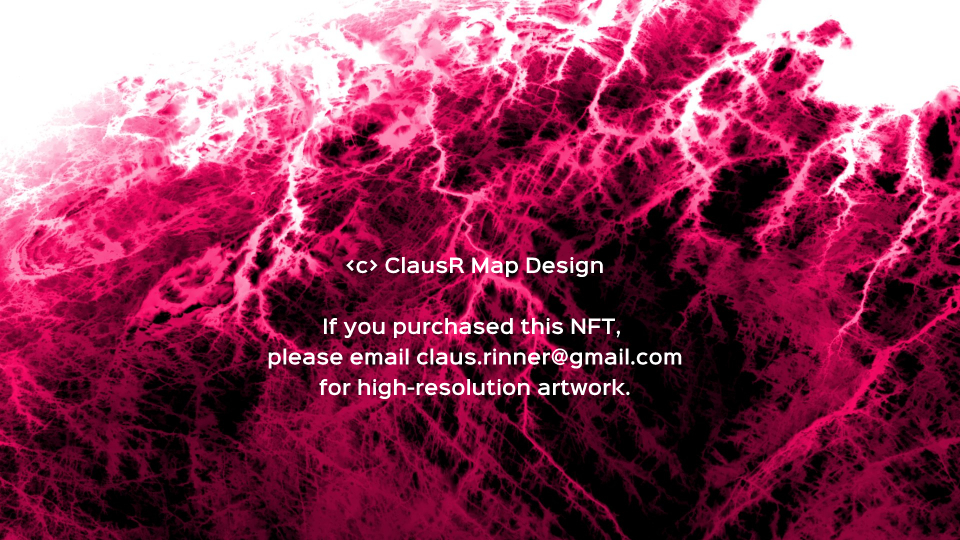 <c> ClausR Map Design
If you purchased this NFT,
please email claus.rinner@gmail.com
for high-resolution artwork.